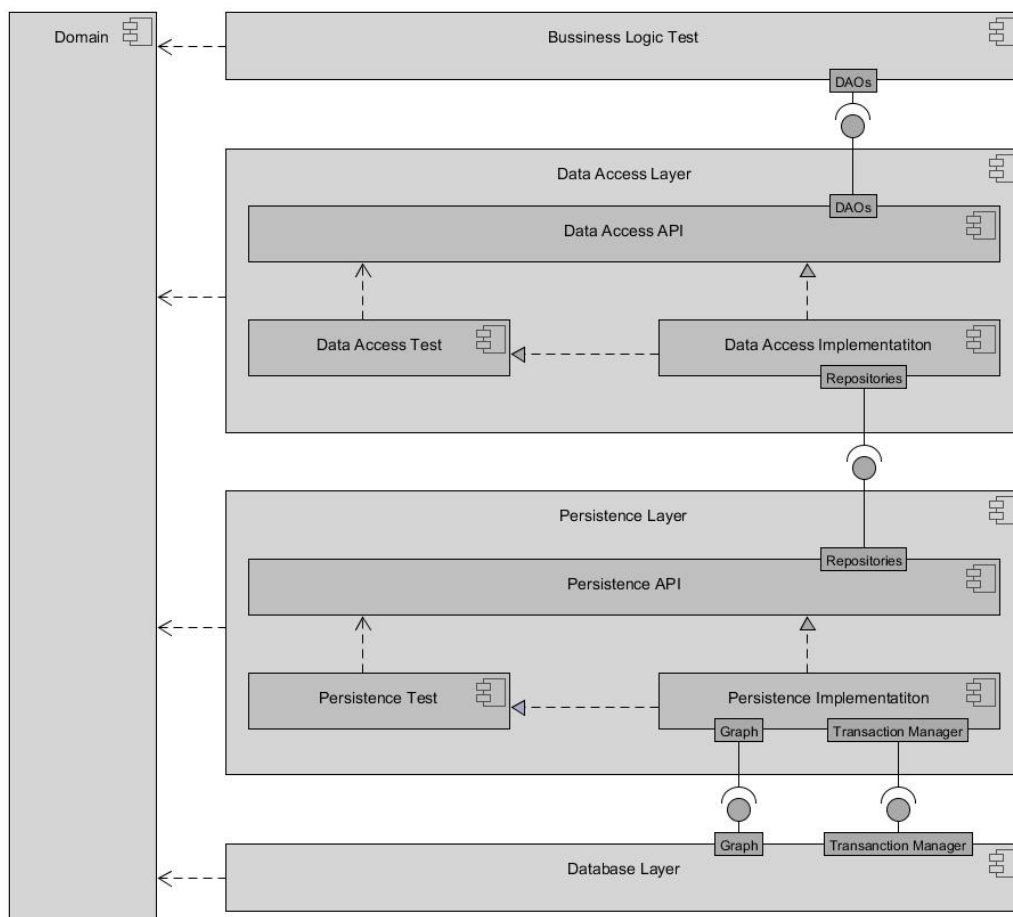 Domain
Bussiness Logic Test
DAOs
Data Access Layer
DAOs
Data Access API
Data Access Test
Data Access Implementatiton
Repositories
Persistence Layer
Repositories
Persistence API
Persistence Test
Persistence Implementatiton
Graph
Transaction Manager
Graph
Transanction Manager
Database Layer